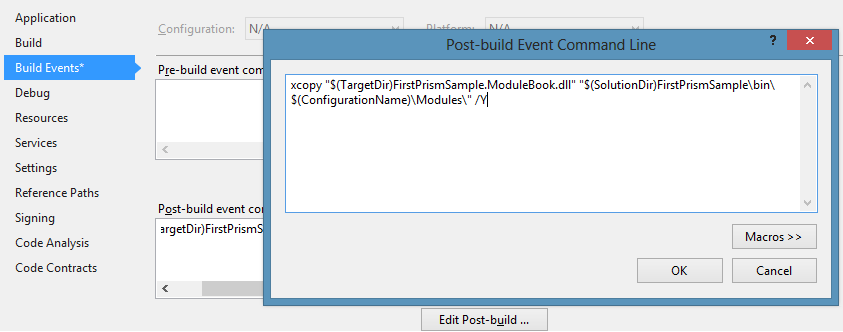 Application
Build
Build Events*
Debug
Resources
Services
Settings
Reference Paths
Signing
Code Analysis
Code Contracts
Configuration: N/A Platform: N/A
Pre-build event com
Post-build event co
argetDir)FirstPrismS
Edit Post-build ...
Post-build Event Command Line
?
xcopy "$(TargetDir)FirstPrismSample.ModuleBook.dll" "$(SolutionDir)FirstPrismSample\bin\
$(ConfigurationName)\Modules\" /Y
Macros >>
OK Cancel